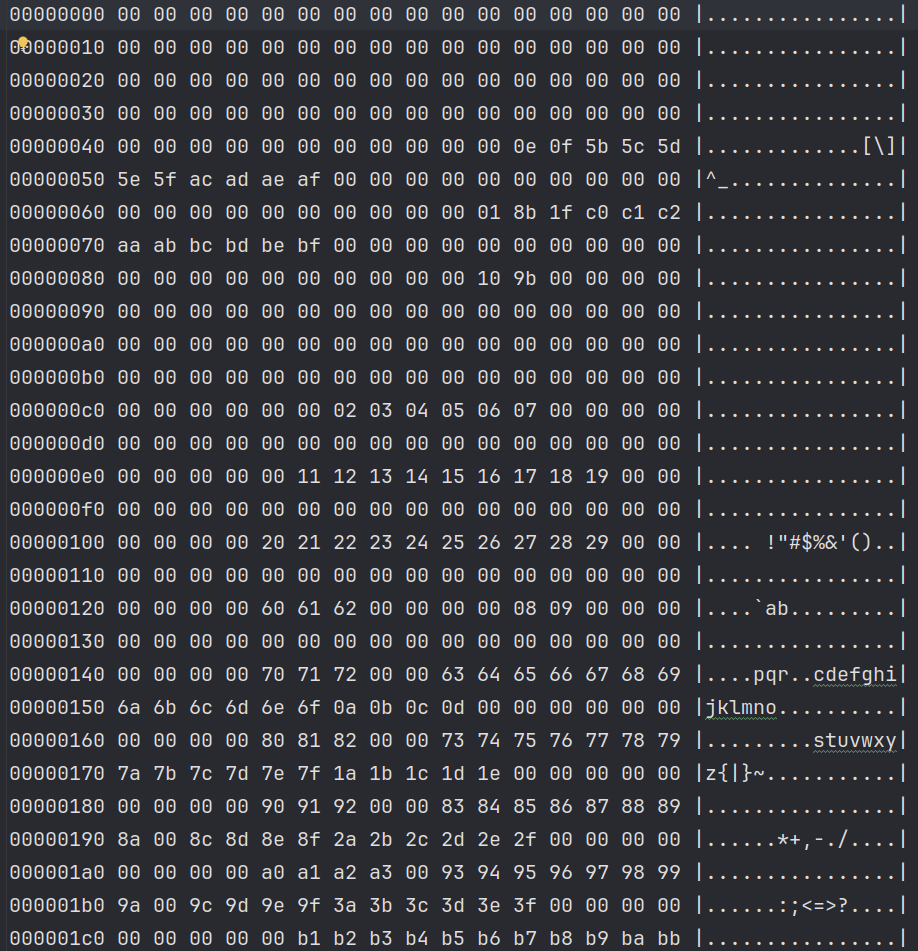 00000000 00 00 00 00 00 00 00 00 00 00 00 00 00 00 00 00 |................|
00000010 00 00 00 00 00 00 00 00 00 00 00 00 00 00 00 00 |................|
00000020 00 00 00 00 00 00 00 00 00 00 00 00 00 00 00 00 |................|
00000030 00 00 00 00 00 00 00 00 00 00 00 00 00 00 00 00 |................|
00000040 00 00 00 00 00 00 00 00 00 00 00 0e 0f 5b 5c 5d |.............[\]|
00000050 5e 5f ac ad ae af 00 00 00 00 00 00 00 00 00 00 |^_..............|
00000060 00 00 00 00 00 00 00 00 00 00 01 8b 1f c0 c1 c2 |................|
00000070 aa ab bc bd be bf 00 00 00 00 00 00 00 00 00 00 |................|
00000080 00 00 00 00 00 00 00 00 00 00 10 9b 00 00 00 00 |................|
00000090 00 00 00 00 00 00 00 00 00 00 00 00 00 00 00 00 |................|
000000a0 00 00 00 00 00 00 00 00 00 00 00 00 00 00 00 00 |................|
000000b0 00 00 00 00 00 00 00 00 00 00 00 00 00 00 00 00 |................|
000000c0 00 00 00 00 00 00 02 03 04 05 06 07 00 00 00 00 |................|
000000d0 00 00 00 00 00 00 00 00 00 00 00 00 00 00 00 00 |................|
000000e0 00 00 00 00 00 11 12 13 14 15 16 17 18 19 00 00 |................|
000000f0 00 00 00 00 00 00 00 00 00 00 00 00 00 00 00 00 |................|
00000100 00 00 00 00 20 21 22 23 24 25 26 27 28 29 00 00 |.... !"#$%&'()..|
00000110 00 00 00 00 00 00 00 00 00 00 00 00 00 00 00 00 |................|
00000120 00 00 00 00 60 61 62 00 00 00 00 08 09 00 00 00 |....`ab.........|
00000130 00 00 00 00 00 00 00 00 00 00 00 00 00 00 00 00 |................|
00000140 00 00 00 00 70 71 72 00 00 63 64 65 66 67 68 69 |....pqr..cdefghi|
00000150 6a 6b 6c 6d 6e 6f 0a 0b 0c 0d 00 00 00 00 00 00 |jklmno..........|
00000160 00 00 00 00 80 81 82 00 00 73 74 75 76 77 78 79 |.........stuvwxy|
00000170 7a 7b 7c 7d 7e 7f 1a 1b 1c 1d 1e 00 00 00 00 00 |z{|}~...........|
00000180 00 00 00 00 90 91 92 00 00 83 84 85 86 87 88 89 |................|
00000190 8a 00 8c 8d 8e 8f 2a 2b 2c 2d 2e 2f 00 00 00 00 |......*+,-./....|
000001a0 00 00 00 00 a0 a1 a2 a3 00 93 94 95 96 97 98 99 |................|
000001b0 9a 00 9c 9d 9e 9f 3a 3b 3c 3d 3e 3f 00 00 00 00 |......:;<=>?....|
000001c0 00 00 00 00 00 b1 b2 b3 b4 b5 b6 b7 b8 b9 ba bb |................|